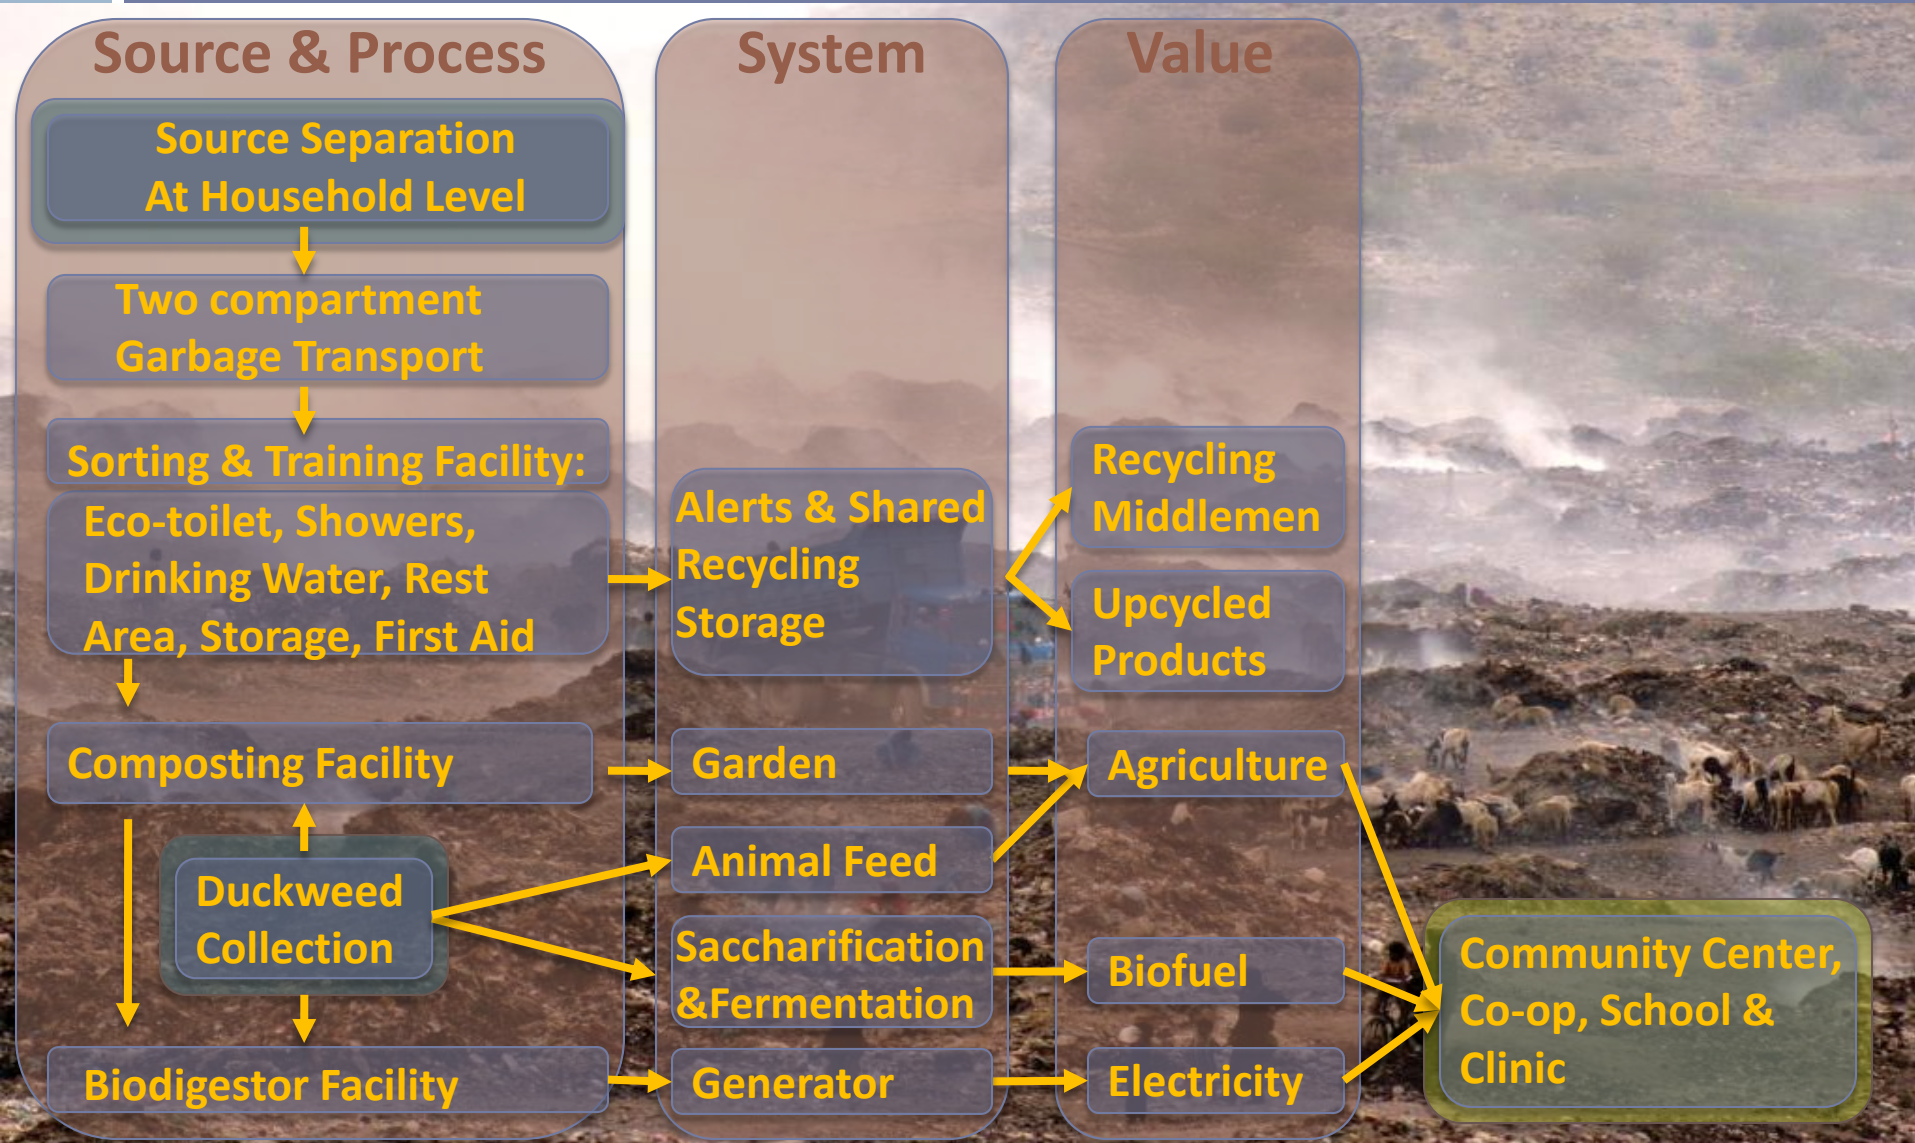 Source & Process
Source Separation
At Household Level
Two compartment
Garbage Transport
Sorting & Training Facility:
Eco-toilet, Showers,
Drinking Water, Rest
Area, Storage, First Aid
Composting Facility
Duckweed
Collection
Biodigestor Facility
System
Alerts & Shared
Recycling
Storage
Garden
Animal Feed
Saccharification
&Fermentation
Generator
Value
Recycling
Middlemen
Upcycled
Products
Agriculture
Biofuel
Electricity
Community Center,
Co-op, School &
Clinic